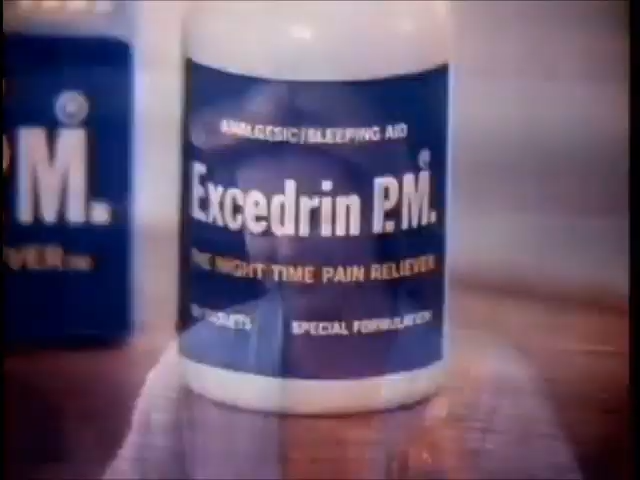 M.®
ANALGESIC/SLEEPING AID
Excedrin P.M.®
THE NIGHT TIME PAIN RELIEVER
TABLETS SPECIAL FORMULATION